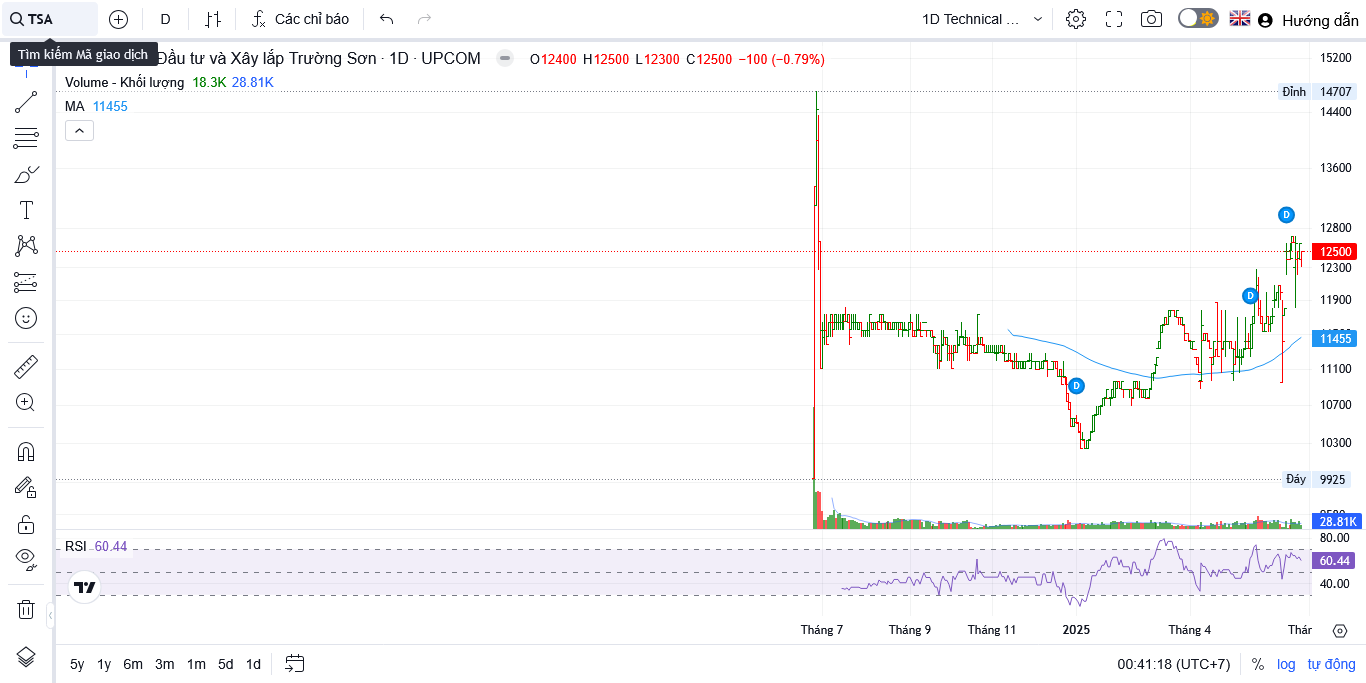 TSA
D
Các chỉ báo
1D Technical ...
Hướng dẫn
Tìm kiếm Mã giao dịch
Đầu tư và Xây lắp Trường Sơn · 1D · UPCOM
O12400 H12500 L12300 C12500 −100 (−0.79%)
Volume - Khối lượng 18.3K 28.81K
MA 11455
15200
Đỉnh 14707
14400
13600
12800
12500
12300
11900
11455
11100
10700
10300
Đáy 9925
28.81K
RSI 60.44
80.00
60.44
40.00
D
D
D
Tháng 7
Tháng 9
Tháng 11
2025
Tháng 4
Thár
5y 1y 6m 3m 1m 5d 1d
00:41:18 (UTC+7)
% log tự động